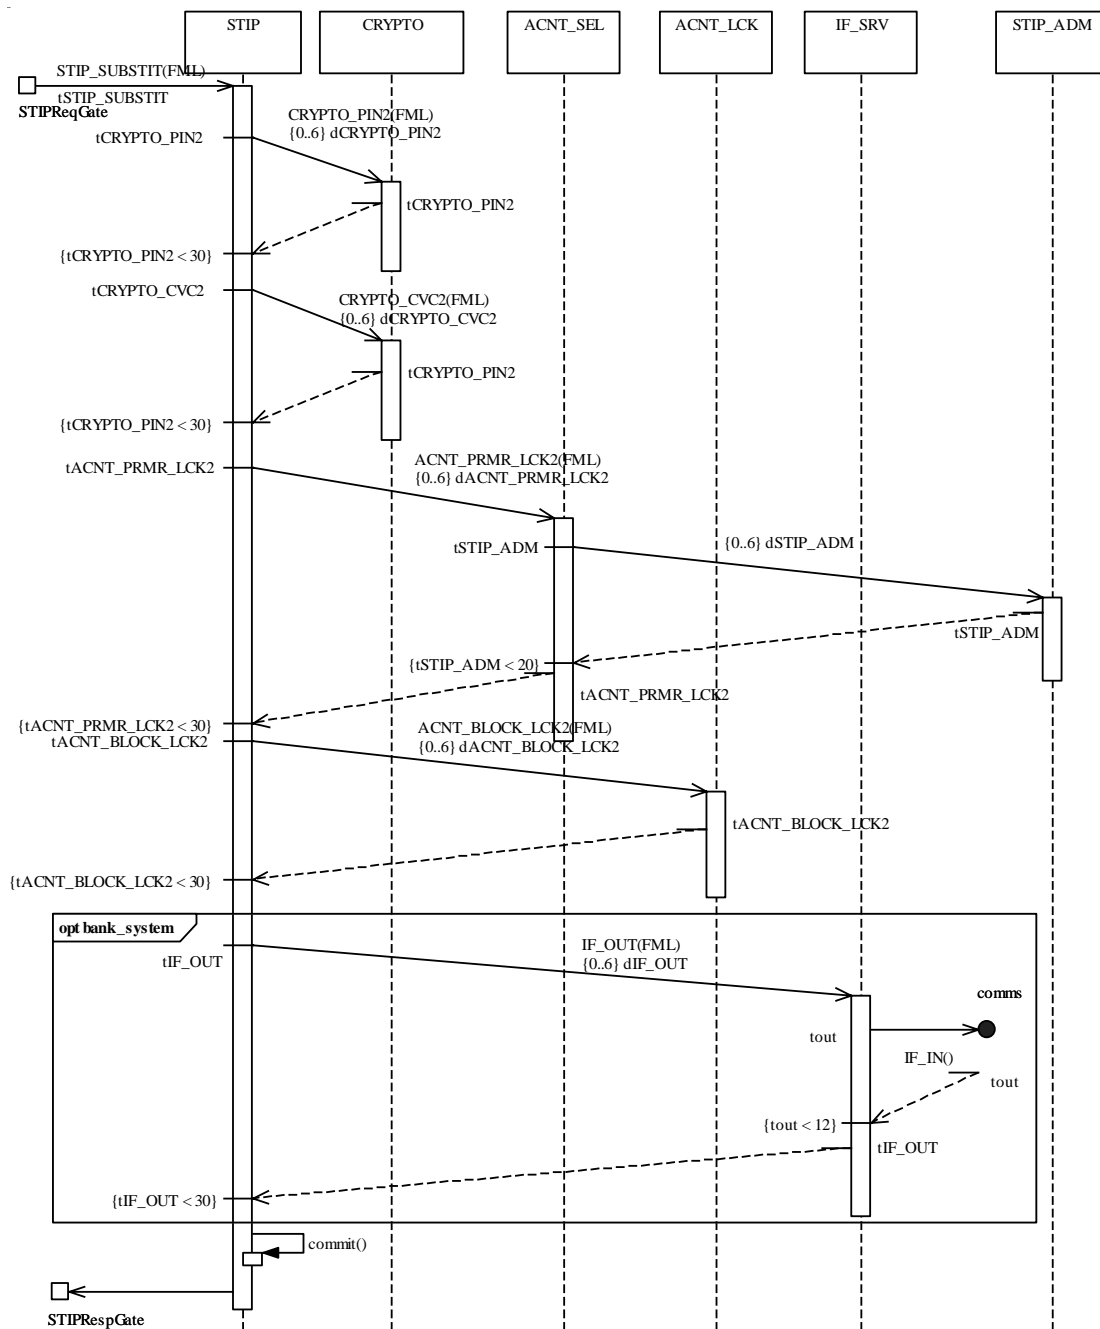 STIP
CRYPTO
ACNT_SEL
ACNT_LCK
IF_SRV
STIP_ADM
STIP_SUBSTIT(FML)
tSTIP_SUBSTIT
STIPReqGate
CRYPTO_PIN2(FML)
{0..6} dCRYPTO_PIN2
tCRYPTO_PIN2
tCRYPTO_PIN2
{tCRYPTO_PIN2 < 30}
tCRYPTO_CVC2
CRYPTO_CVC2(FML)
{0..6} dCRYPTO_CVC2
tCRYPTO_PIN2
{tCRYPTO_PIN2 < 30}
tACNT_PRMR_LCK2
ACNT_PRMR_LCK2(FML)
{0..6} dACNT_PRMR_LCK2
tSTIP_ADM
{0..6} dSTIP_ADM
tSTIP_ADM
{tSTIP_ADM < 20}
tACNT_PRMR_LCK2
{tACNT_PRMR_LCK2 < 30}
tACNT_BLOCK_LCK2
ACNT_BLOCK_LCK2(FML)
{0..6} dACNT_BLOCK_LCK2
tACNT_BLOCK_LCK2
{tACNT_BLOCK_LCK2 < 30}
opt bank_system
tIF_OUT
IF_OUT(FML)
{0..6} dIF_OUT
comms
tout
IF_IN()
tout
{tout < 12}
tIF_OUT
{tIF_OUT < 30}
commit()
STIPRespGate